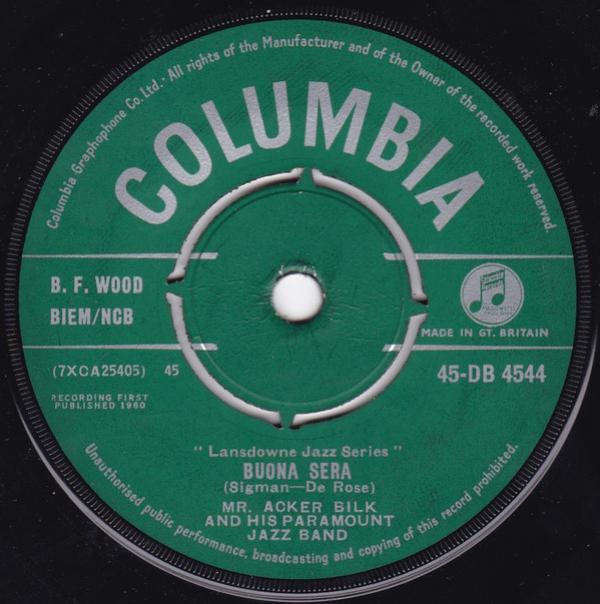 Columbia Graphophone Co. Ltd. · All rights of the Manufacturer and of the Owner of the recorded work reserved.
COLUMBIA
B. F. WOOD
BIEM/NCB
MADE IN GT. BRITAIN
(7XCA25405) 45
45-DB 4544
RECORDING FIRST
PUBLISHED 1960
" Lansdowne Jazz Series "
BUONA SERA
(Sigman—De Rose)
MR. ACKER BILK
AND HIS PARAMOUNT
JAZZ BAND
Unauthorised public performance, broadcasting and copying of this record prohibited.